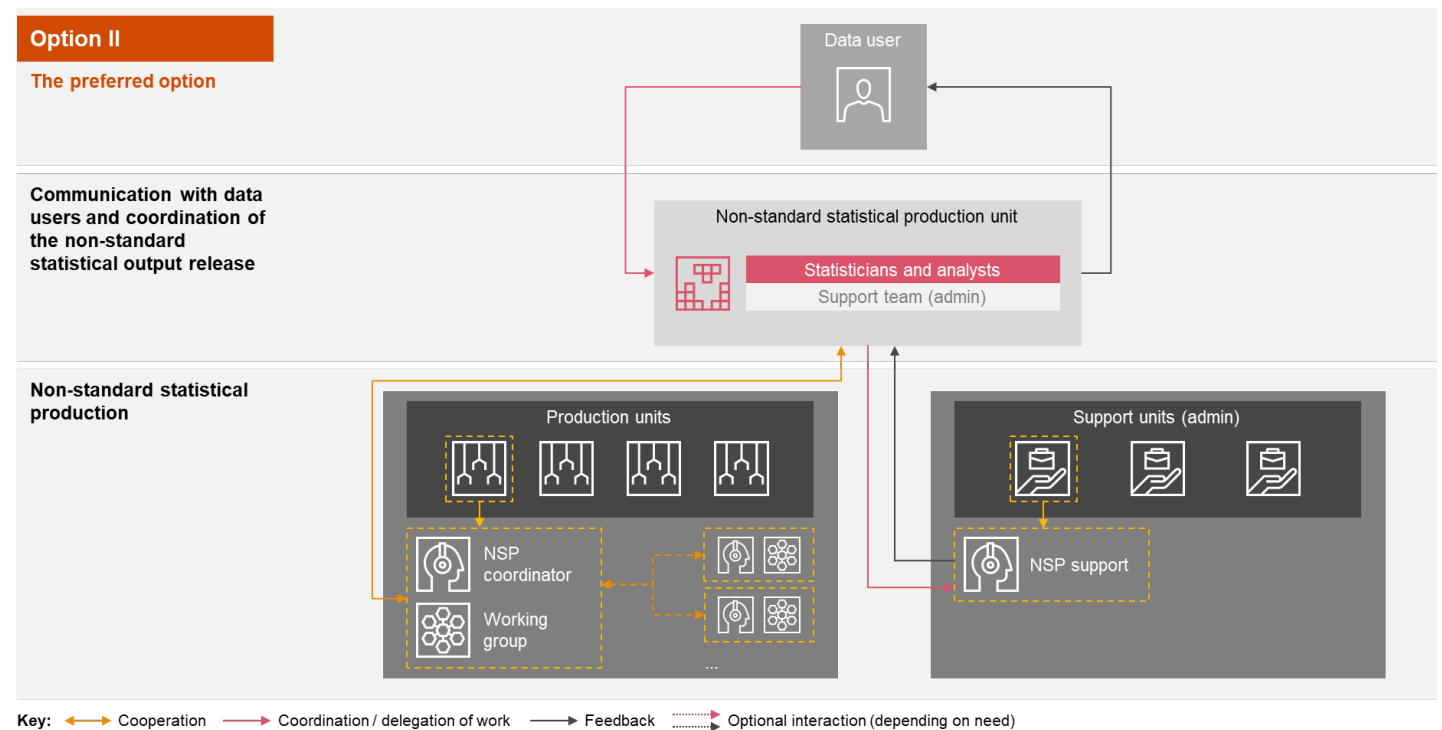 Option II
The preferred option
Data user
Communication with data
users and coordination of
the non-standard
statistical output release
Non-standard statistical production unit
Statisticians and analysts
Support team (admin)
Non-standard statistical
production
Production units
NSP
coordinator
Working
group
...
Support units (admin)
NSP support
Key: Cooperation Coordination / delegation of work Feedback Optional interaction (depending on need)